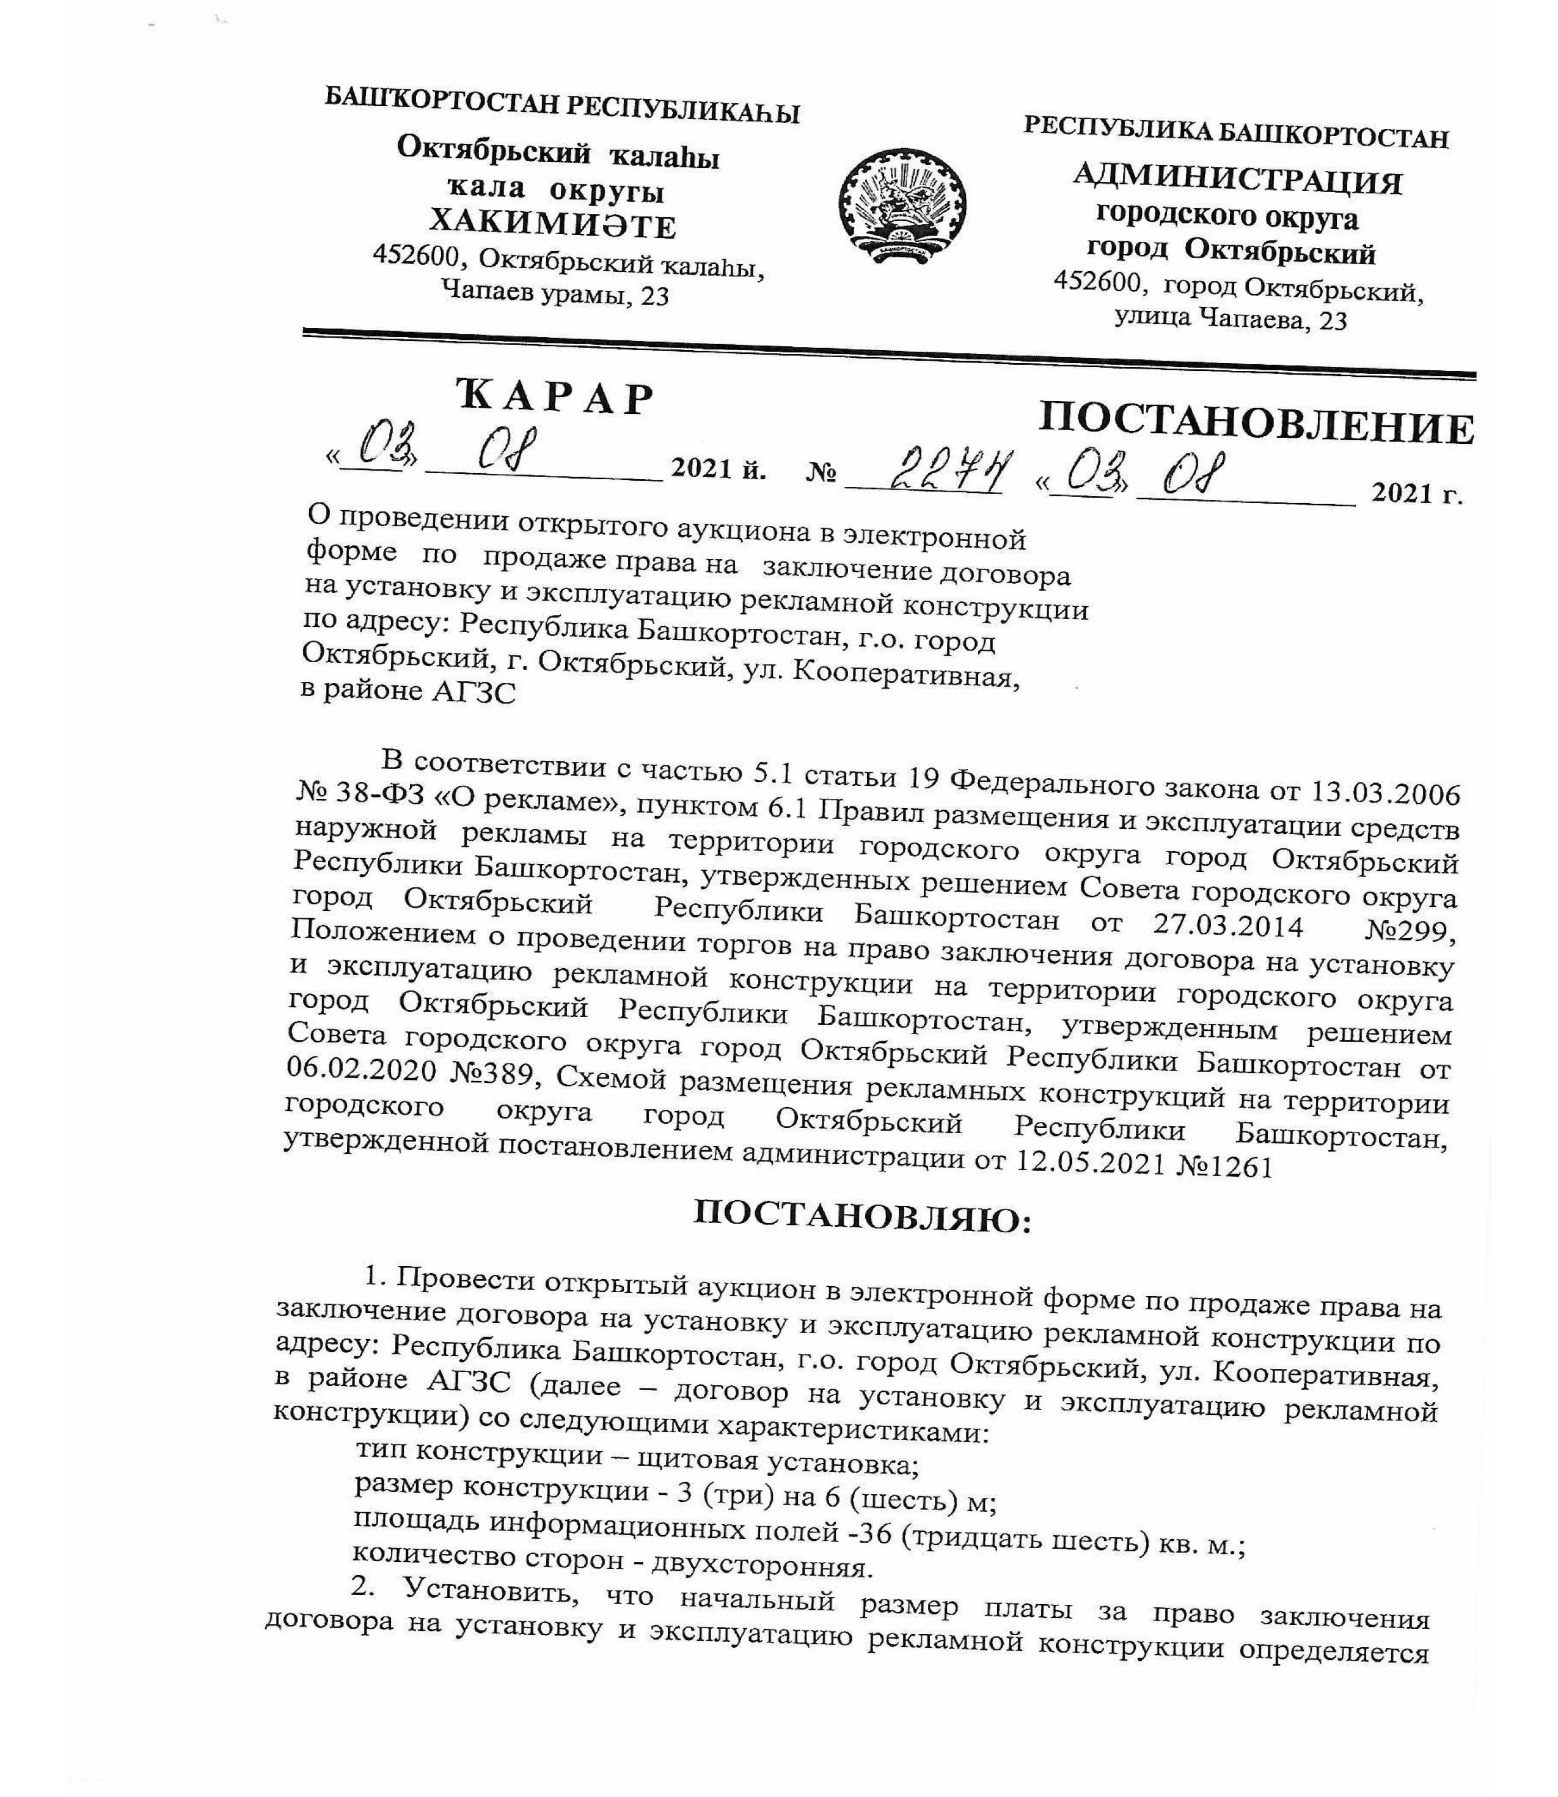 БАШҠОРТОСТАН РЕСПУБЛИКАҺЫ
Октябрьский ҡалаһы
ҡала округы
ХАКИМИӘТЕ
452600, Октябрьский ҡалаһы,
Чапаев урамы, 23
БАШКОРТОСТАН
РЕСПУБЛИКА БАШКОРТОСТАН
АДМИНИСТРАЦИЯ
городского округа
город Октябрьский
452600, город Октябрьский,
улица Чапаева, 23
ҠАРАР
ПОСТАНОВЛЕНИЕ
«03» 08 2021 й. № 2274 «03» 08 2021 г.
О проведении открытого аукциона в электронной
форме по продаже права на заключение договора
на установку и эксплуатацию рекламной конструкции
по адресу: Республика Башкортостан, г.о. город
Октябрьский, г. Октябрьский, ул. Кооперативная,
в районе АГЗС
В соответствии с частью 5.1 статьи 19 Федерального закона от 13.03.2006
№ 38-ФЗ «О рекламе», пунктом 6.1 Правил размещения и эксплуатации средств
наружной рекламы на территории городского округа город Октябрьский
Республики Башкортостан, утвержденных решением Совета городского округа
город Октябрьский Республики Башкортостан от 27.03.2014 №299,
Положением о проведении торгов на право заключения договора на установку
и эксплуатацию рекламной конструкции на территории городского округа
город Октябрьский Республики Башкортостан, утвержденным решением
Совета городского округа город Октябрьский Республики Башкортостан от
06.02.2020 №389, Схемой размещения рекламных конструкций на территории
городского округа город Октябрьский Республики Башкортостан,
утвержденной постановлением администрации от 12.05.2021 №1261
ПОСТАНОВЛЯЮ:
1. Провести открытый аукцион в электронной форме по продаже права на
заключение договора на установку и эксплуатацию рекламной конструкции по
адресу: Республика Башкортостан, г.о. город Октябрьский, ул. Кооперативная,
в районе АГЗС (далее – договор на установку и эксплуатацию рекламной
конструкции) со следующими характеристиками:
тип конструкции – щитовая установка;
размер конструкции - 3 (три) на 6 (шесть) м;
площадь информационных полей -36 (тридцать шесть) кв. м.;
количество сторон - двухсторонняя.
2. Установить, что начальный размер платы за право заключения
договора на установку и эксплуатацию рекламной конструкции определяется